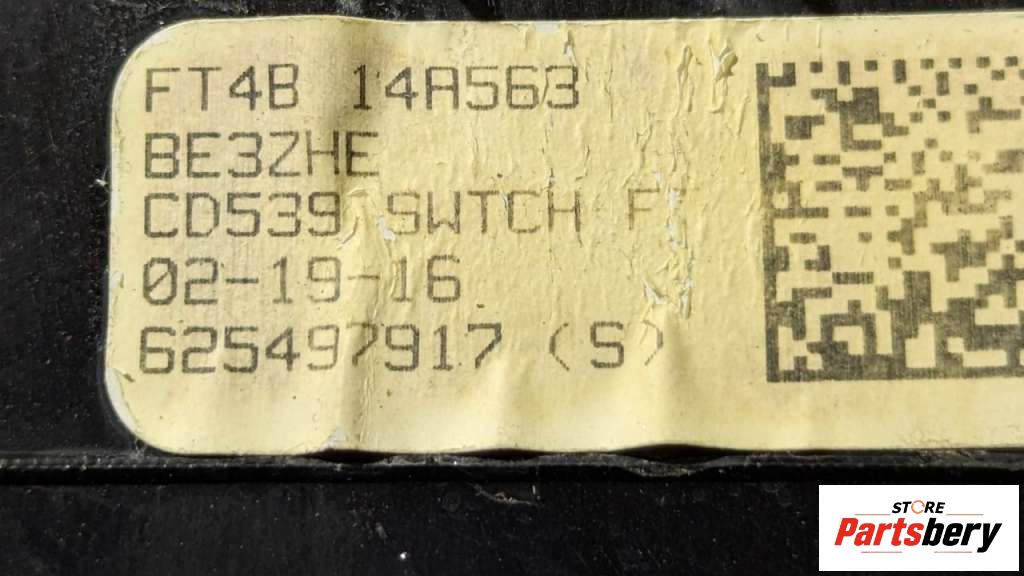 FT4B 14A563
BE3ZHE
CD539 SWTCH
02-19-16
625497917 (S)
STORE
Partsbery